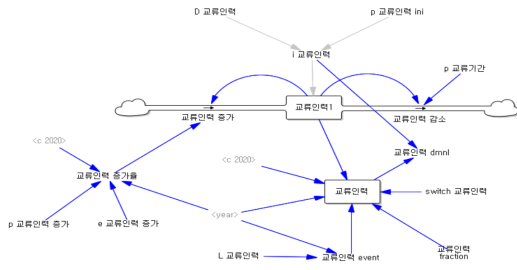 D 교류인력
p 교류인력 ini
i 교류인력
p 교류기간
교류인력1
교류인력 증가
교류인력 감소
<c 2020>
교류인력 dmnl
<c 2020>
교류인력 증가율
교류인력
switch 교류인력
p 교류인력 증가
e 교류인력 증가
<year>
L 교류인력
교류인력 event
교류인력
fraction